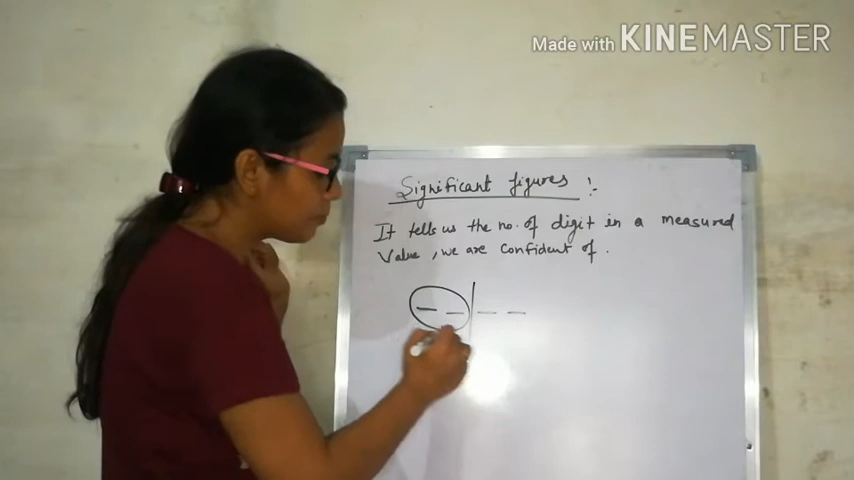 Made with KINEMASTER
Significant figures :-
It tells us the no. of digit in a measured
Value, we are Confident of.